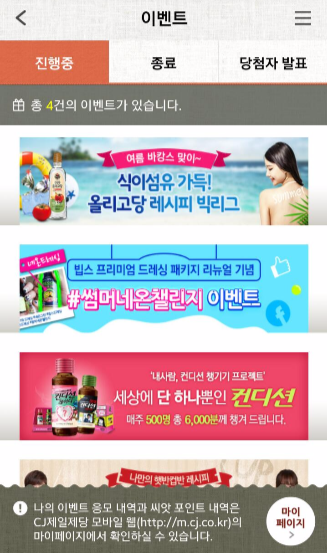 이벤트
진행중
종료
당첨자 발표
총 4건의 이벤트가 있습니다.
여름 바캉스 맞이~
식이섬유 가득!
올리고당 레시피 빅리그
빕스 프리미엄 드레싱 패키지 리뉴얼 기념
#썸머네온챌린지 이벤트
'내사랑, 컨디션 챙기기 프로젝트'
세상에 단 하나뿐인 컨디션
매주 500명 총 6,000분께 챙겨 드립니다.
나만의 햇반컵반 레시피
나의 이벤트 응모 내역과 씨앗 포인트 내역은
CJ제일제당 모바일 웹(http://m.cj.co.kr)의
마이페이지에서 확인하실 수 있습니다.
마이
페이지